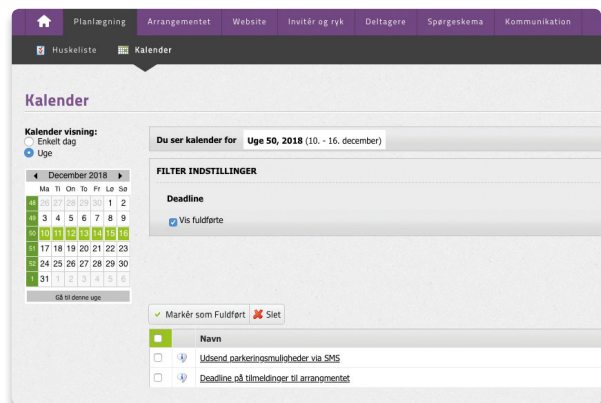 Planlægning Arrangementet Website Invitér og ryk Deltagere Spørgeskema Kommunikation
Huskeliste Kalender
Kalender
Kalender visning:
Enkelt dag
Uge
Du ser kalender for Uge 50, 2018 (10. - 16. december)
FILTER INDSTILLINGER
Deadline
Vis fuldførte
December 2018
Ma Ti On To Fr Lø Sø
48 26 27 28 29 30 1 2
49 3 4 5 6 7 8 9
50 10 11 12 13 14 15 16
51 17 18 19 20 21 22 23
52 24 25 26 27 28 29 30
1 31 1 2 3 4 5 6
Gå til denne uge
Markér som Fuldført Slet
Navn
Udsend parkeringsmuligheder via SMS
Deadline på tilmeldinger til arrangmentet